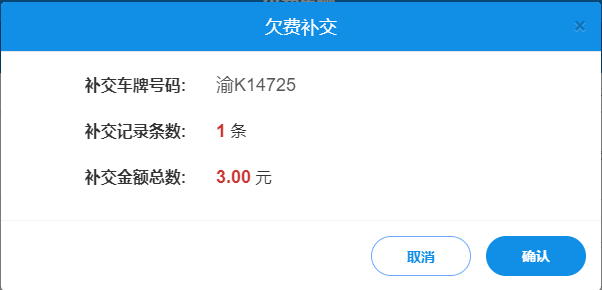 欠费补交 ×
补交车牌号码: 渝K14725
补交记录条数: 1 条
补交金额总数: 3.00 元
取消 确认